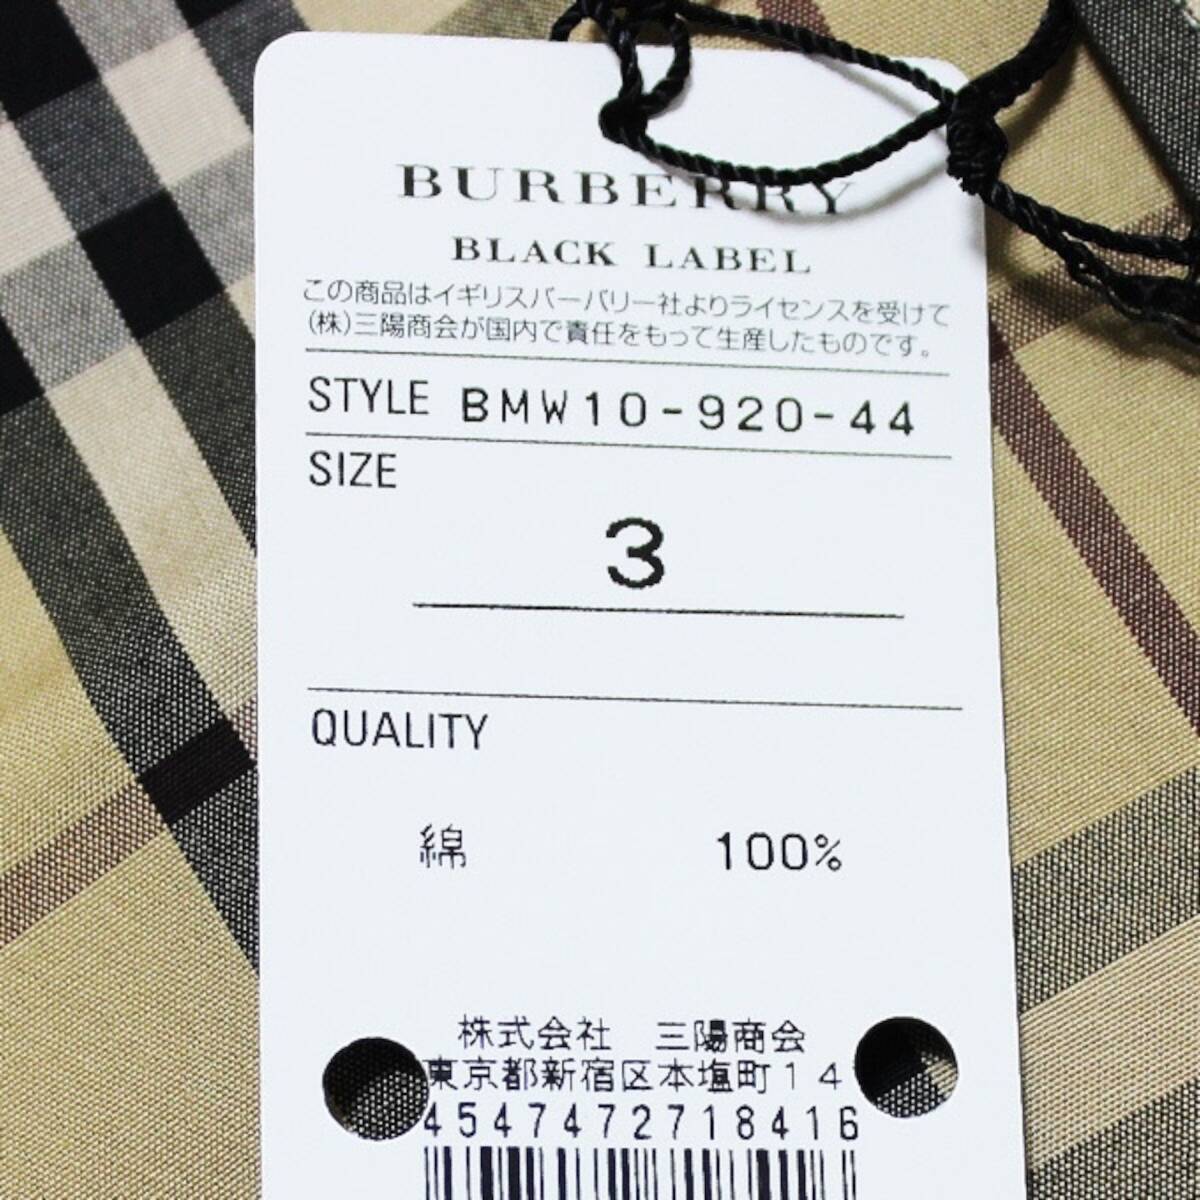 BURBERRY
BLACK LABEL
この商品はイギリスバーバリー社よりライセンスを受けて
(株)三陽商会が国内で責任をもって生産したものです。
STYLE BMW10-920-44
SIZE
3
QUALITY
綿 100%
株式会社 三陽商会
東京都新宿区本塩町14
4547472718416